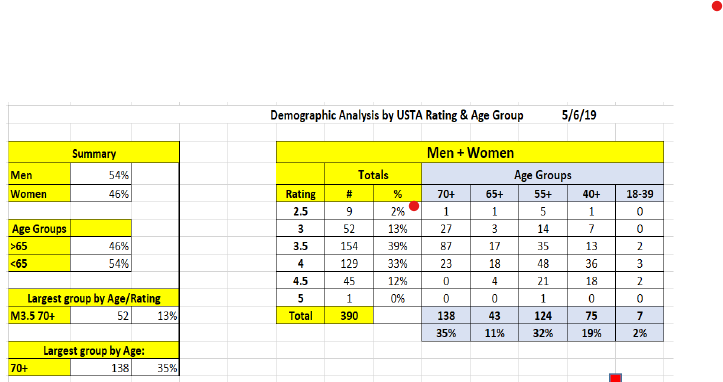 Demographic Analysis by USTA Rating & Age Group 5/6/19
Summary
Men 54%
Women 46%
Age Groups
>65 46%
<65 54%
Largest group by Age/Rating
M3.5 70+ 52 13%
Largest group by Age:
70+ 138 35%
Men + Women
Totals Age Groups
Rating # % 70+ 65+ 55+ 40+ 18-39
2.5 9 2% 1 1 5 1 0
3 52 13% 27 3 14 7 0
3.5 154 39% 87 17 35 13 2
4 129 33% 23 18 48 36 3
4.5 45 12% 0 4 21 18 2
5 1 0% 0 0 1 0 0
Total 390 138 43 124 75 7
35% 11% 32% 19% 2%